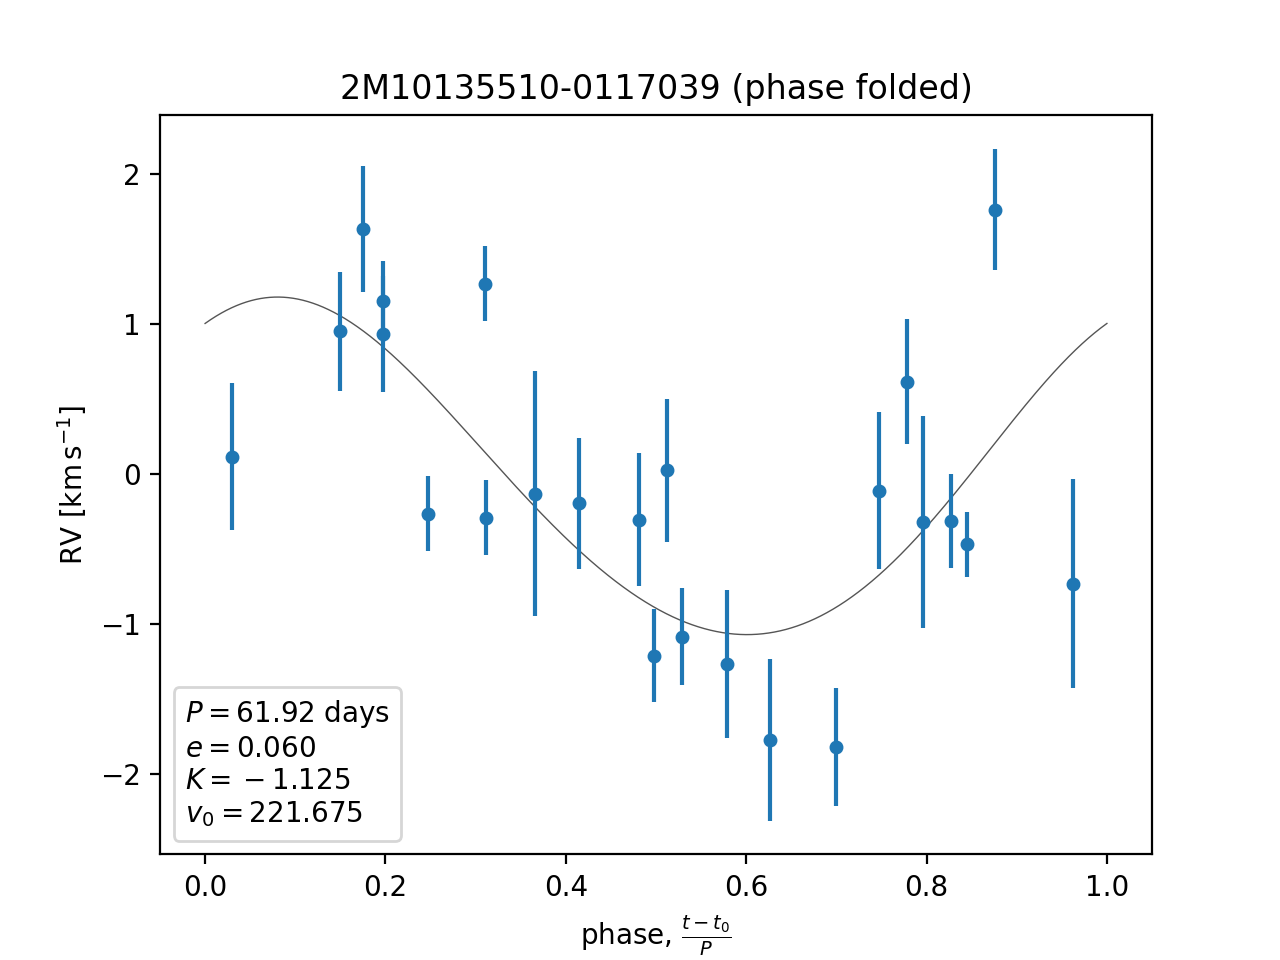 2M10135510-0117039 (phase folded)
2
1
0
−1
−2
RV [km s⁻¹]
P = 61.92 days
e = 0.060
K = −1.125
v₀ = 221.675
0.0 0.2 0.4 0.6 0.8 1.0
phase, (t − t₀)/P